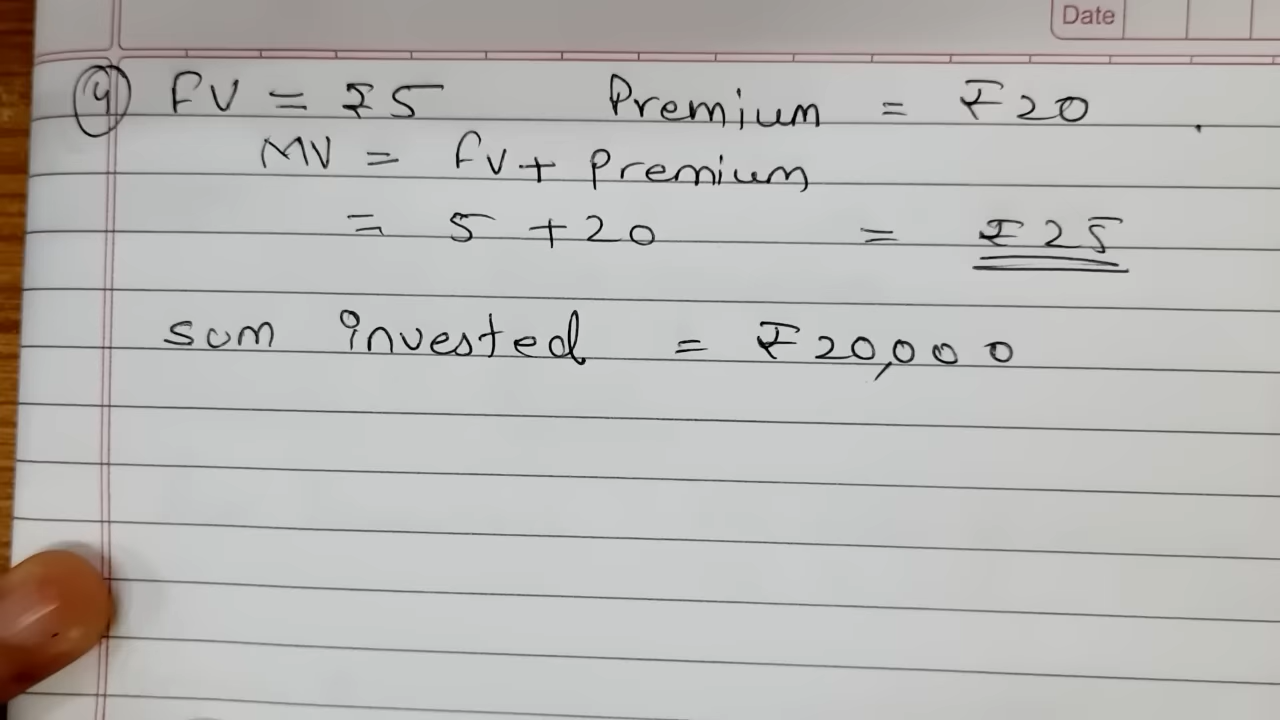 Date
9 FV = ₹5 Premium = ₹20
MV = FV + Premium
= 5 + 20 = ₹25
sum invested = ₹20,000